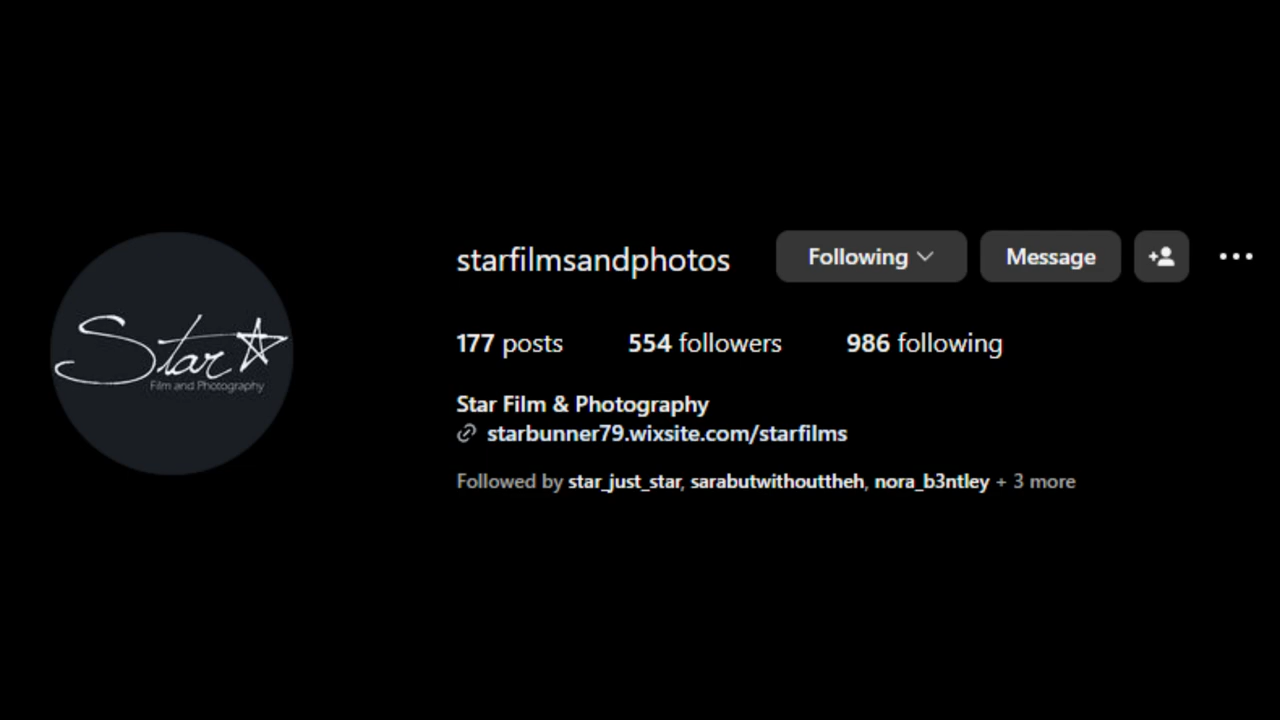 starfilmsandphotos Following Message
177 posts 554 followers 986 following
Star Film and Photography
Star Film & Photography
starbunner79.wixsite.com/starfilms
Followed by star_just_star, sarabutwithouttheh, nora_b3ntley + 3 more